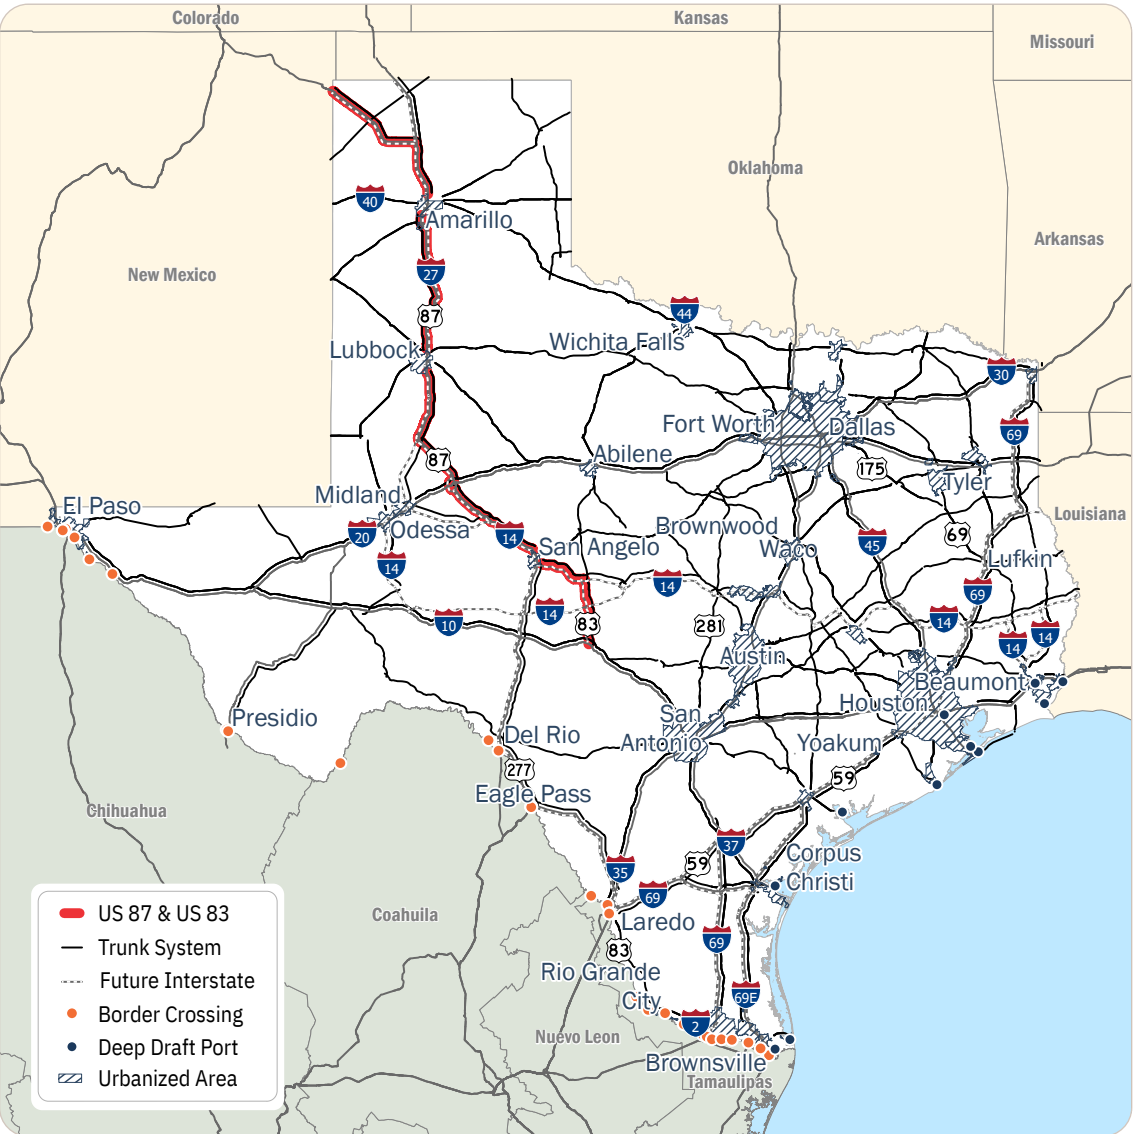 Colorado
Kansas
Missouri
Oklahoma
40
Amarillo
Arkansas
New Mexico
27
44
87
Wichita Falls
Lubbock
30
Fort Worth
Dallas
69
87
Abilene
175
Tyler
Midland
El Paso
Louisiana
Odessa
Brownwood
20
14
San Angelo
Waco
45
69
Lufkin
14
14
69
14
10
83
281
14
14
14
Austin
Beaumont
Houston
Presidio
San
Antonio
Del Rio
Yoakum
277
59
Eagle Pass
Chihuahua
37
Corpus
Christi
59
35
69
Coahuila
Laredo
83
69
Rio Grande
City
69E
2
Nuevo Leon
Brownsville
Tamaulipas
US 87 & US 83
Trunk System
Future Interstate
Border Crossing
Deep Draft Port
Urbanized Area